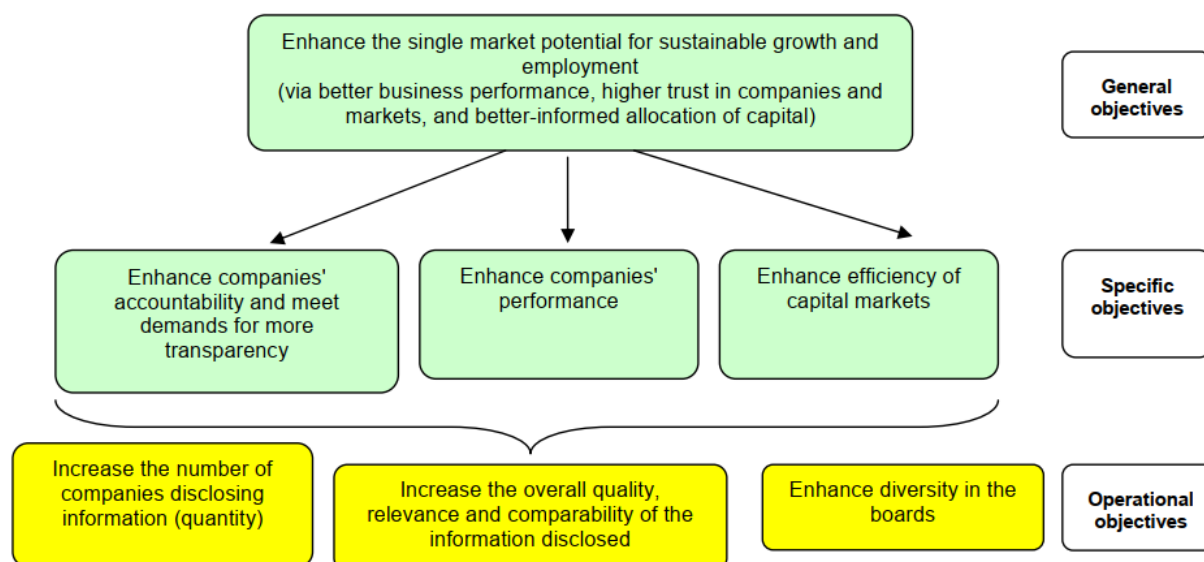 Enhance the single market potential for sustainable growth and
employment
(via better business performance, higher trust in companies and
markets, and better-informed allocation of capital)
General
objectives
Enhance companies'
accountability and meet
demands for more
transparency
Enhance companies'
performance
Enhance efficiency of
capital markets
Specific
objectives
Increase the number of
companies disclosing
information (quantity)
Increase the overall quality,
relevance and comparability of the
information disclosed
Enhance diversity in the
boards
Operational
objectives